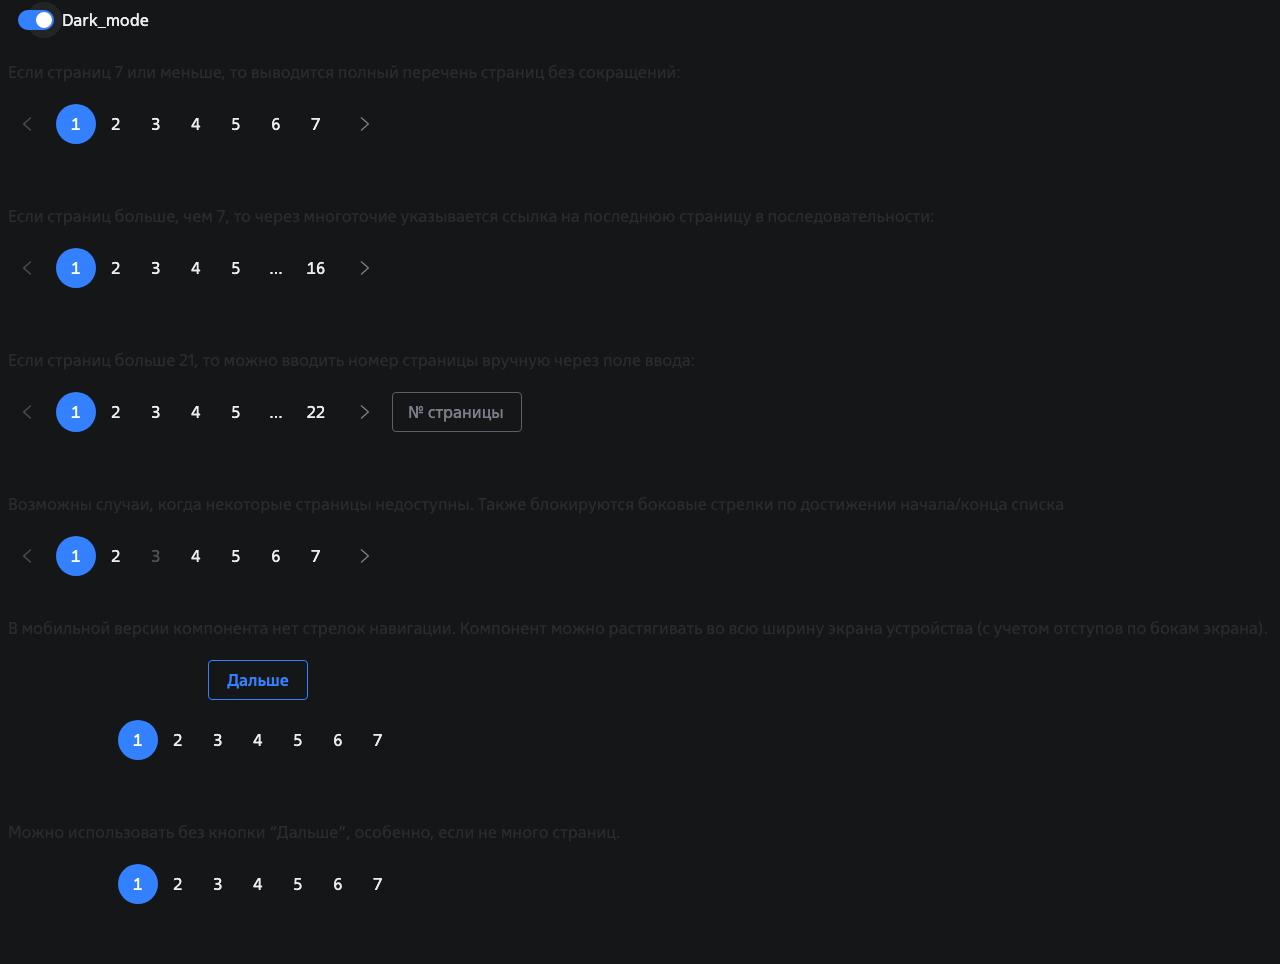 Dark_mode
Если страниц 7 или меньше, то выводится полный перечень страниц без сокращений:
1 2 3 4 5 6 7
Если страниц больше, чем 7, то через многоточие указывается ссылка на последнюю страницу в последовательности:
1 2 3 4 5 ... 16
Если страниц больше 21, то можно вводить номер страницы вручную через поле ввода:
1 2 3 4 5 ... 22 № страницы
Возможны случаи, когда некоторые страницы недоступны. Также блокируются боковые стрелки по достижении начала/конца списка
1 2 3 4 5 6 7
В мобильной версии компонента нет стрелок навигации. Компонент можно растягивать во всю ширину экрана устройства (с учетом отступов по бокам экрана).
Дальше
1 2 3 4 5 6 7
Можно использовать без кнопки “Дальше”, особенно, если не много страниц.
1 2 3 4 5 6 7